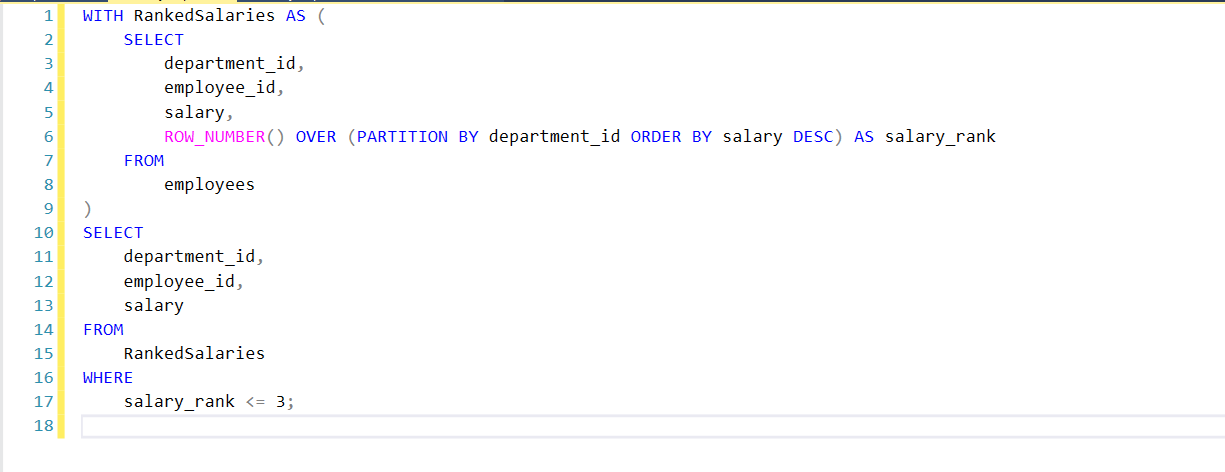 1 WITH RankedSalaries AS (
2     SELECT
3         department_id,
4         employee_id,
5         salary,
6         ROW_NUMBER() OVER (PARTITION BY department_id ORDER BY salary DESC) AS salary_rank
7     FROM
8         employees
9 )
10 SELECT
11     department_id,
12     employee_id,
13     salary
14 FROM
15     RankedSalaries
16 WHERE
17     salary_rank <= 3;
18